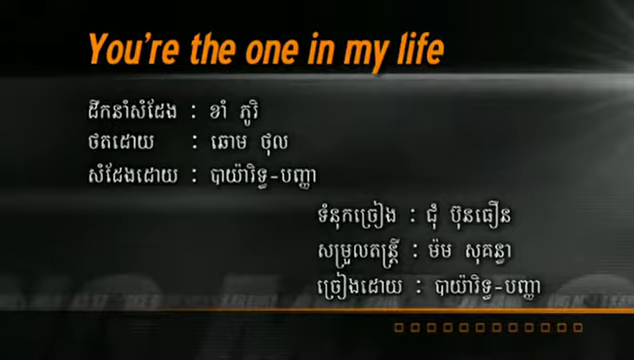 You're the one in my life
ដឹកនាំសំដែង : ខាំ ភូរិ
ថតដោយ : ឆោម ថុល
សំដែងដោយ : បាយ៉ារិទ្ធ-បញ្ញា
ទំនុកច្រៀង : ជុំ ប៊ុនធឿន
សម្រួលតន្ត្រី : ម៉ម សុគន្ធា
ច្រៀងដោយ : បាយ៉ារិទ្ធ-បញ្ញា